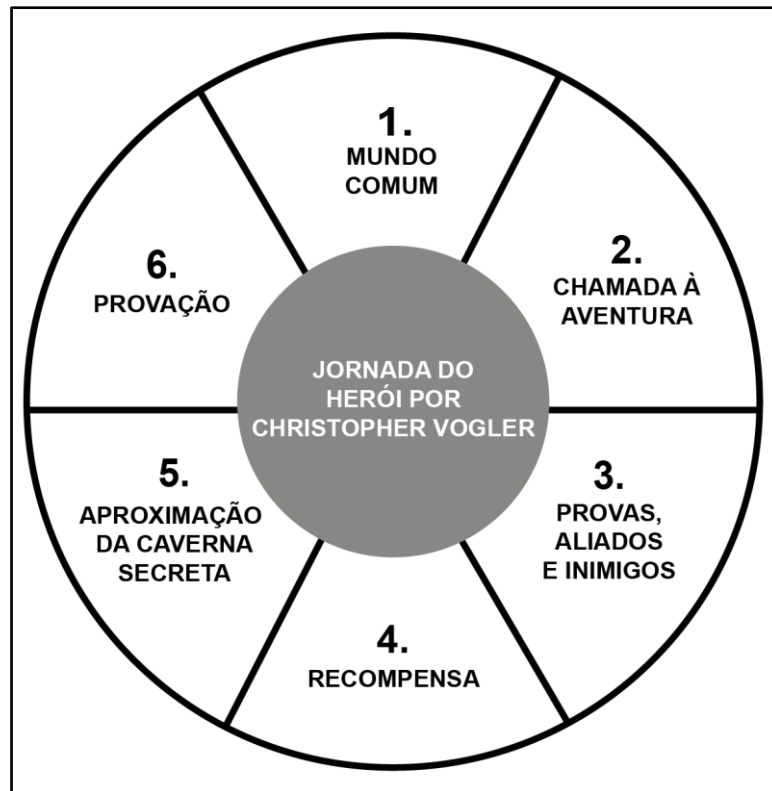 1.
MUNDO
COMUM
2.
CHAMADA À
AVENTURA
3.
PROVAS,
ALIADOS
E INIMIGOS
4.
RECOMPENSA
5.
APROXIMAÇÃO
DA CAVERNA
SECRETA
6.
PROVAÇÃO
JORNADA DO
HERÓI POR
CHRISTOPHER VOGLER